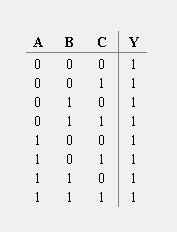 A B C Y
0 0 0 1
0 0 1 1
0 1 0 1
0 1 1 1
1 0 0 1
1 0 1 1
1 1 0 1
1 1 1 1